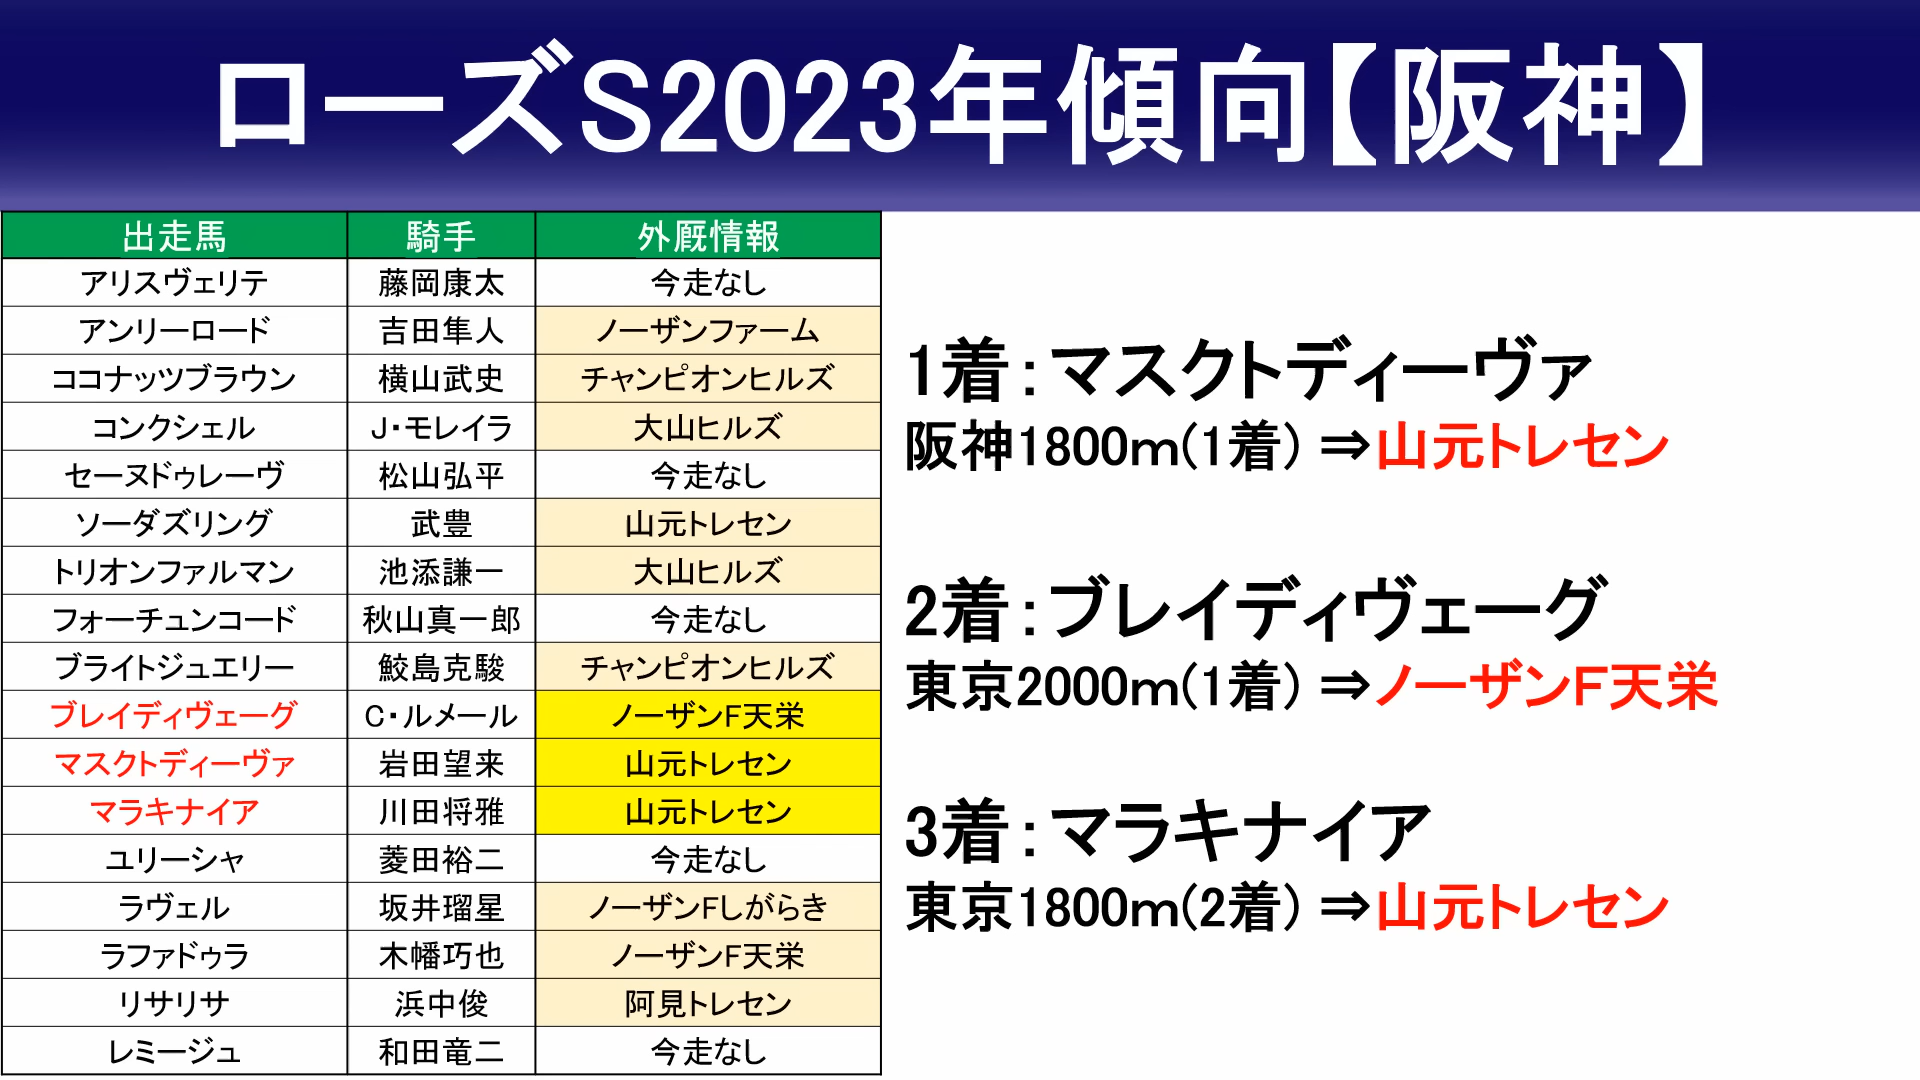 ローズS2023年傾向【阪神】
出走馬 騎手 外厩情報
アリスヴェリテ 藤岡康太 今走なし
アンリーロード 吉田隼人 ノーザンファーム
ココナッツブラウン 横山武史 チャンピオンヒルズ
コンクシェル J・モレイラ 大山ヒルズ
セーヌドゥレーヴ 松山弘平 今走なし
ソーダズリング 武豊 山元トレセン
トリオンファルマン 池添謙一 大山ヒルズ
フォーチュンコード 秋山真一郎 今走なし
ブライトジュエリー 鮫島克駿 チャンピオンヒルズ
ブレイディヴェーグ C・ルメール ノーザンF天栄
マスクトディーヴァ 岩田望来 山元トレセン
マラキナイア 川田将雅 山元トレセン
ユリーシャ 菱田裕二 今走なし
ラヴェル 坂井瑠星 ノーザンFしがらき
ラファドゥラ 木幡巧也 ノーザンF天栄
リサリサ 浜中俊 阿見トレセン
レミージュ 和田竜二 今走なし
1着：マスクトディーヴァ
阪神1800m(1着) ⇒山元トレセン
2着：ブレイディヴェーグ
東京2000m(1着) ⇒ノーザンF天栄
3着：マラキナイア
東京1800m(2着) ⇒山元トレセン